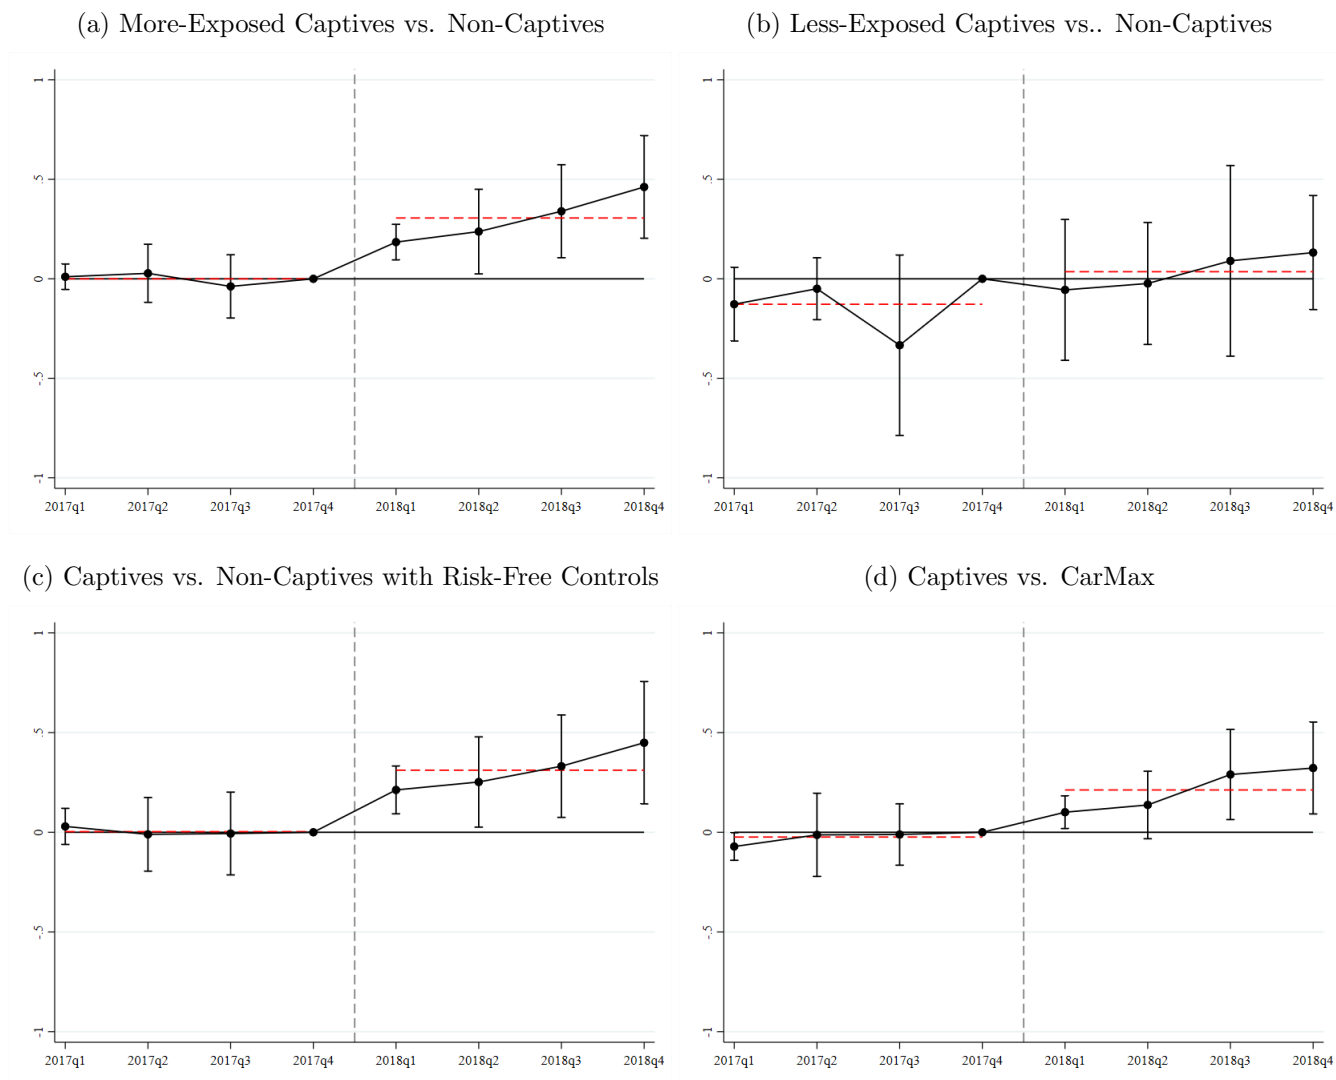 (a) More-Exposed Captives vs. Non-Captives
1
.5
0
-.5
-1
2017q1 2017q2 2017q3 2017q4 2018q1 2018q2 2018q3 2018q4
(b) Less-Exposed Captives vs.. Non-Captives
1
.5
0
-.5
-1
2017q1 2017q2 2017q3 2017q4 2018q1 2018q2 2018q3 2018q4
(c) Captives vs. Non-Captives with Risk-Free Controls
1
.5
0
-.5
-1
2017q1 2017q2 2017q3 2017q4 2018q1 2018q2 2018q3 2018q4
(d) Captives vs. CarMax
1
.5
0
-.5
-1
2017q1 2017q2 2017q3 2017q4 2018q1 2018q2 2018q3 2018q4